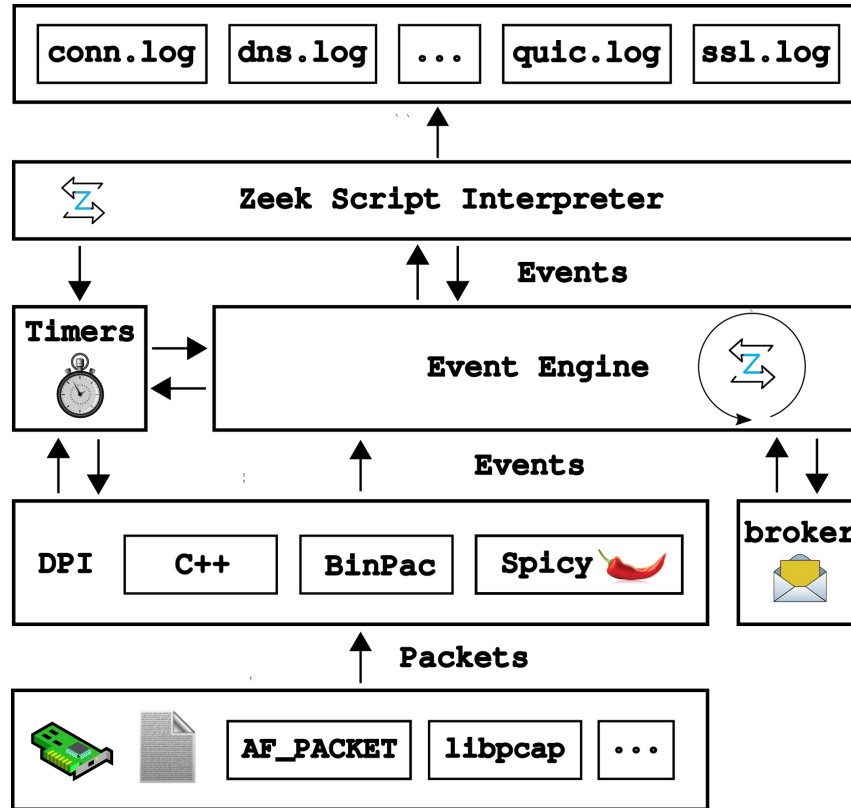 conn.log dns.log ... quic.log ssl.log
Zeek Script Interpreter
Events
Timers
Event Engine
Events
DPI C++ BinPac Spicy
broker
Packets
AF_PACKET libpcap ...